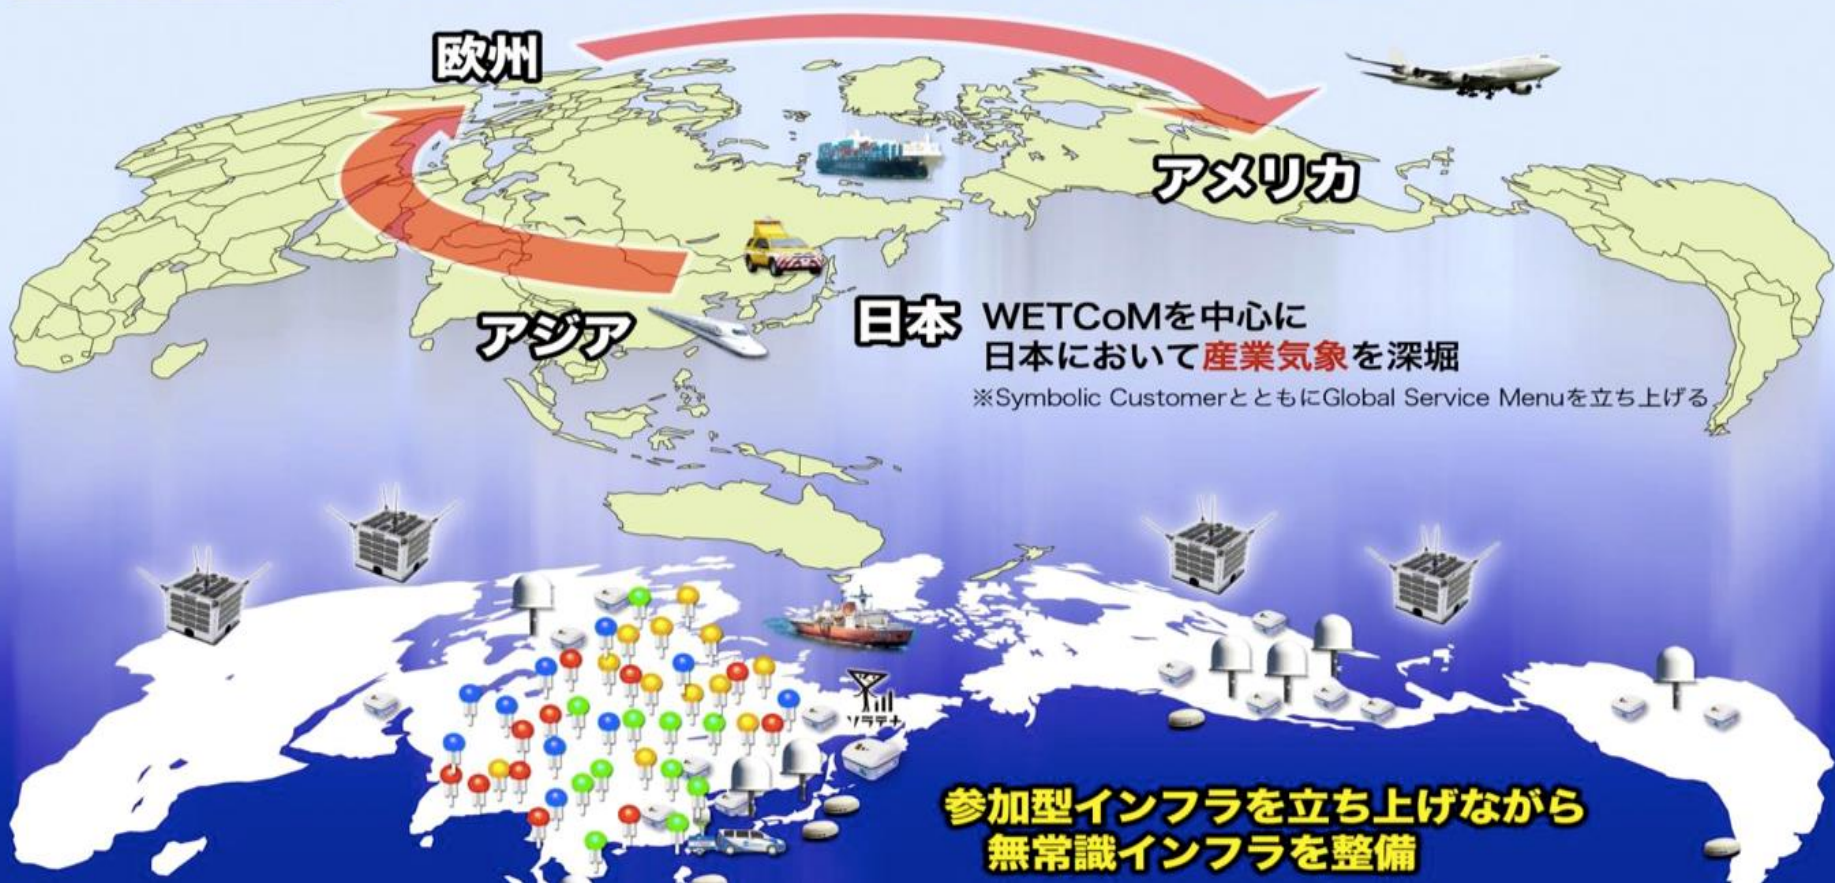 欧州
アメリカ
アジア
日本
WETCoMを中心に
日本において産業気象を深堀
※Symbolic CustomerとともにGlobal Service Menuを立ち上げる
ソラテナ
参加型インフラを立ち上げながら
無常識インフラを整備